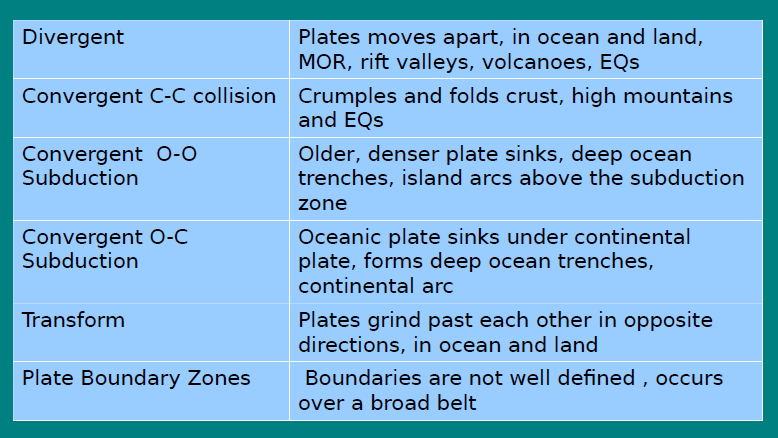 Divergent
Plates moves apart, in ocean and land,
MOR, rift valleys, volcanoes, EQs
Convergent C-C collision
Crumples and folds crust, high mountains
and EQs
Convergent  O-O
Subduction
Older, denser plate sinks, deep ocean
trenches, island arcs above the subduction
zone
Convergent O-C
Subduction
Oceanic plate sinks under continental
plate, forms deep ocean trenches,
continental arc
Transform
Plates grind past each other in opposite
directions, in ocean and land
Plate Boundary Zones
Boundaries are not well defined , occurs
over a broad belt